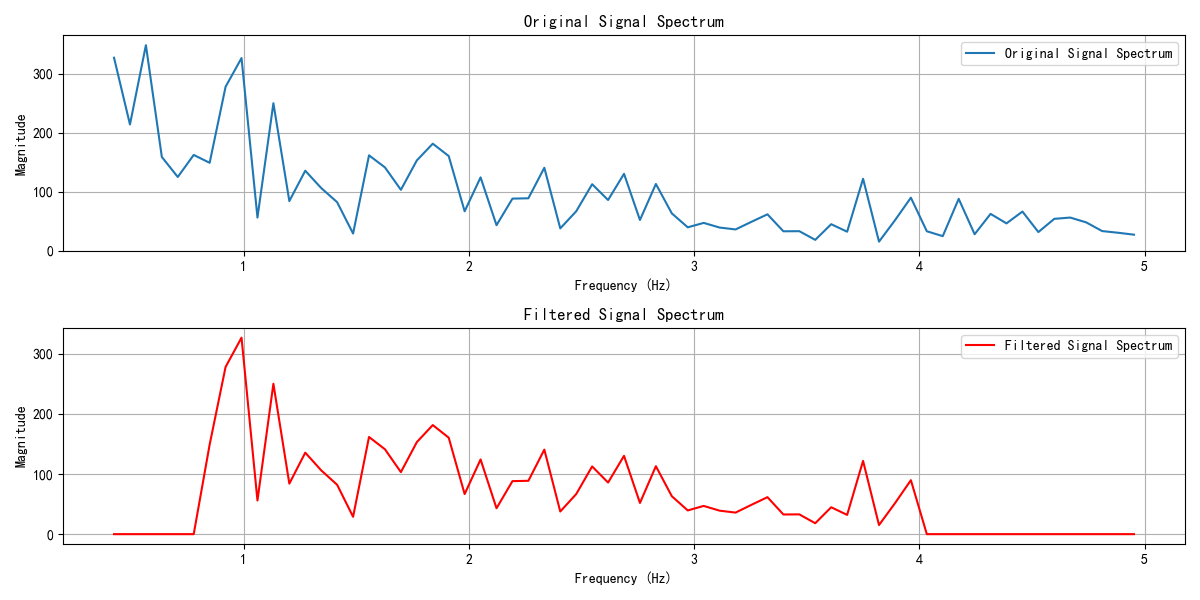 Original Signal Spectrum
Original Signal Spectrum
Magnitude
300
200
100
0
1 2 3 4 5
Frequency (Hz)
Filtered Signal Spectrum
Filtered Signal Spectrum
Magnitude
300
200
100
0
1 2 3 4 5
Frequency (Hz)